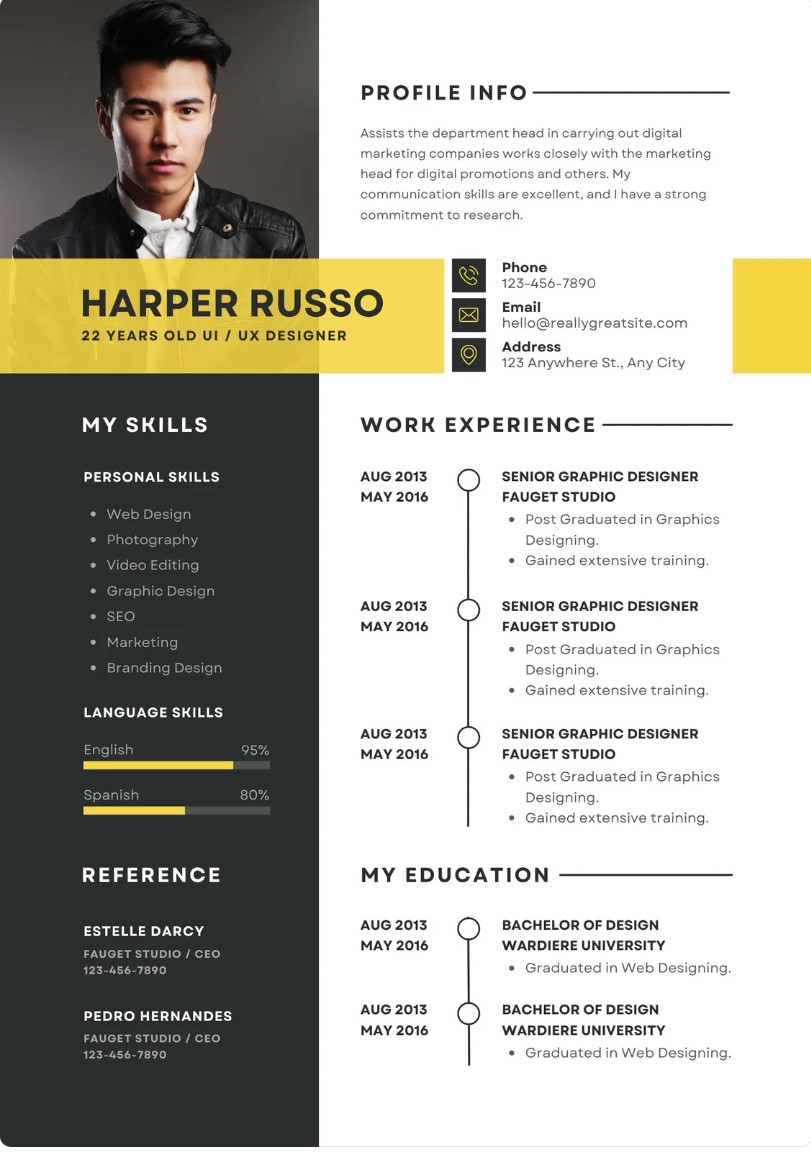 PROFILE INFO
Assists the department head in carrying out digital
marketing companies works closely with the marketing
head for digital promotions and others. My
communication skills are excellent, and I have a strong
commitment to research.
HARPER RUSSO
22 YEARS OLD UI / UX DESIGNER
Phone
123-456-7890
Email
hello@reallygreatsite.com
Address
123 Anywhere St., Any City
MY SKILLS
PERSONAL SKILLS
• Web Design
• Photography
• Video Editing
• Graphic Design
• SEO
• Marketing
• Branding Design
LANGUAGE SKILLS
English 95%
Spanish 80%
REFERENCE
ESTELLE DARCY
FAUGET STUDIO / CEO
123-456-7890
PEDRO HERNANDES
FAUGET STUDIO / CEO
123-456-7890
WORK EXPERIENCE
AUG 2013 SENIOR GRAPHIC DESIGNER
MAY 2016 FAUGET STUDIO
• Post Graduated in Graphics
Designing.
• Gained extensive training.
AUG 2013 SENIOR GRAPHIC DESIGNER
MAY 2016 FAUGET STUDIO
• Post Graduated in Graphics
Designing.
• Gained extensive training.
AUG 2013 SENIOR GRAPHIC DESIGNER
MAY 2016 FAUGET STUDIO
• Post Graduated in Graphics
Designing.
• Gained extensive training.
MY EDUCATION
AUG 2013 BACHELOR OF DESIGN
MAY 2016 WARDIERE UNIVERSITY
• Graduated in Web Designing.
AUG 2013 BACHELOR OF DESIGN
MAY 2016 WARDIERE UNIVERSITY
• Graduated in Web Designing.